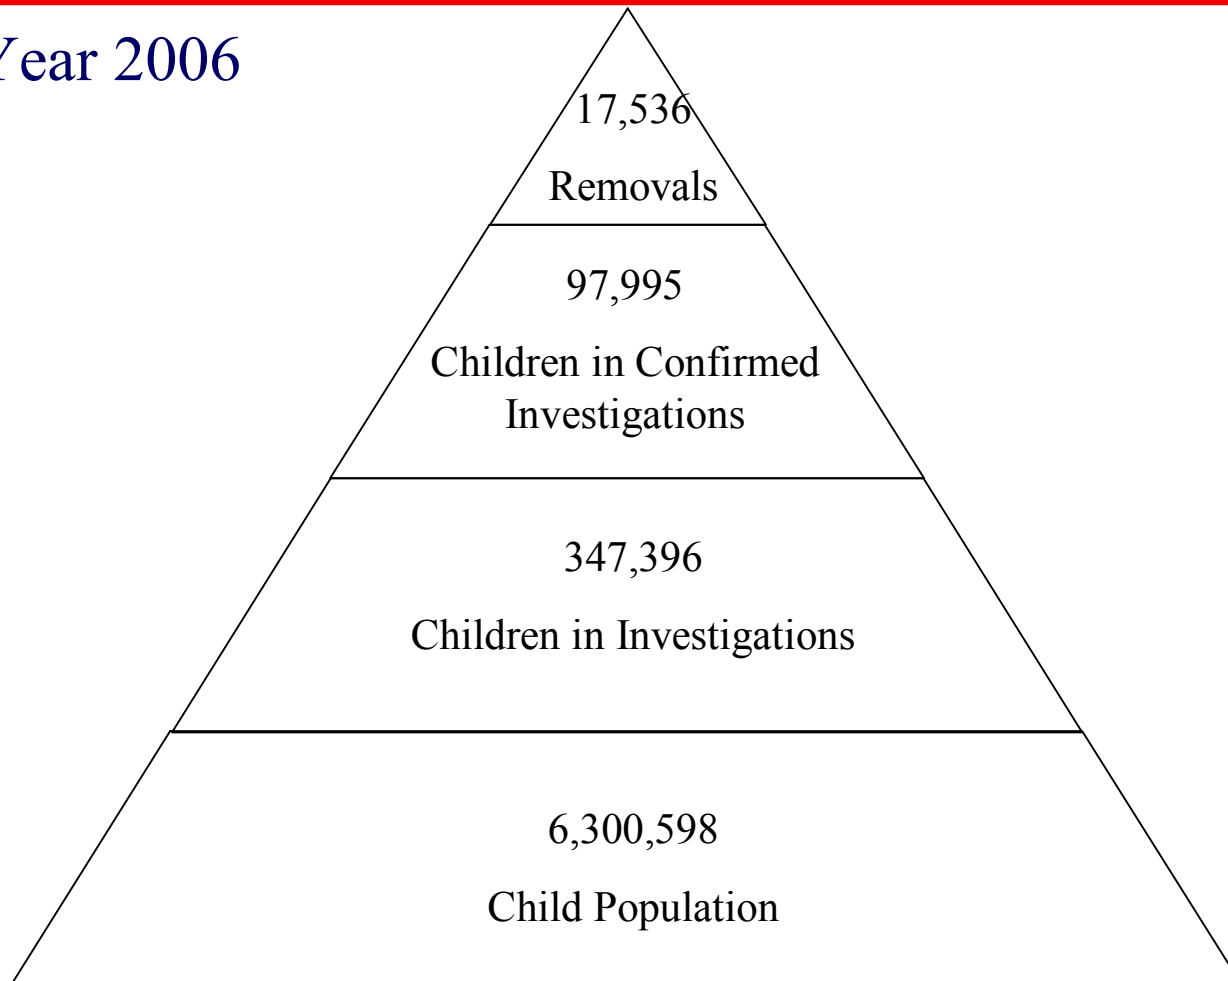 Year 2006
17,536
Removals
97,995
Children in Confirmed
Investigations
347,396
Children in Investigations
6,300,598
Child Population